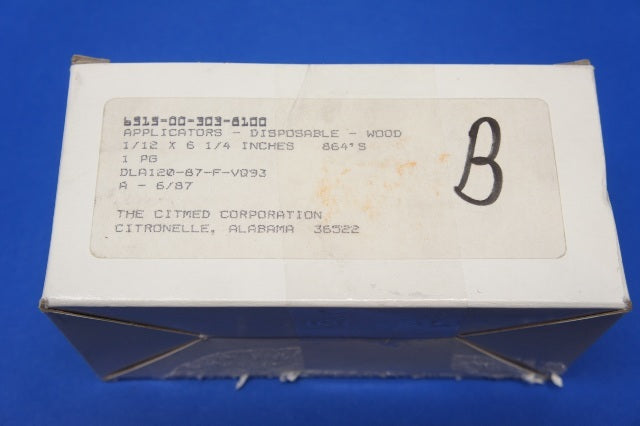 6515-00-303-8100
APPLICATORS - DISPOSABLE - WOOD
1/12 X 6 1/4 INCHES 864'S
1 PG
DLA120-87-F-VQ93
A - 6/87
THE CITMED CORPORATION
CITRONELLE, ALABAMA 36522
B